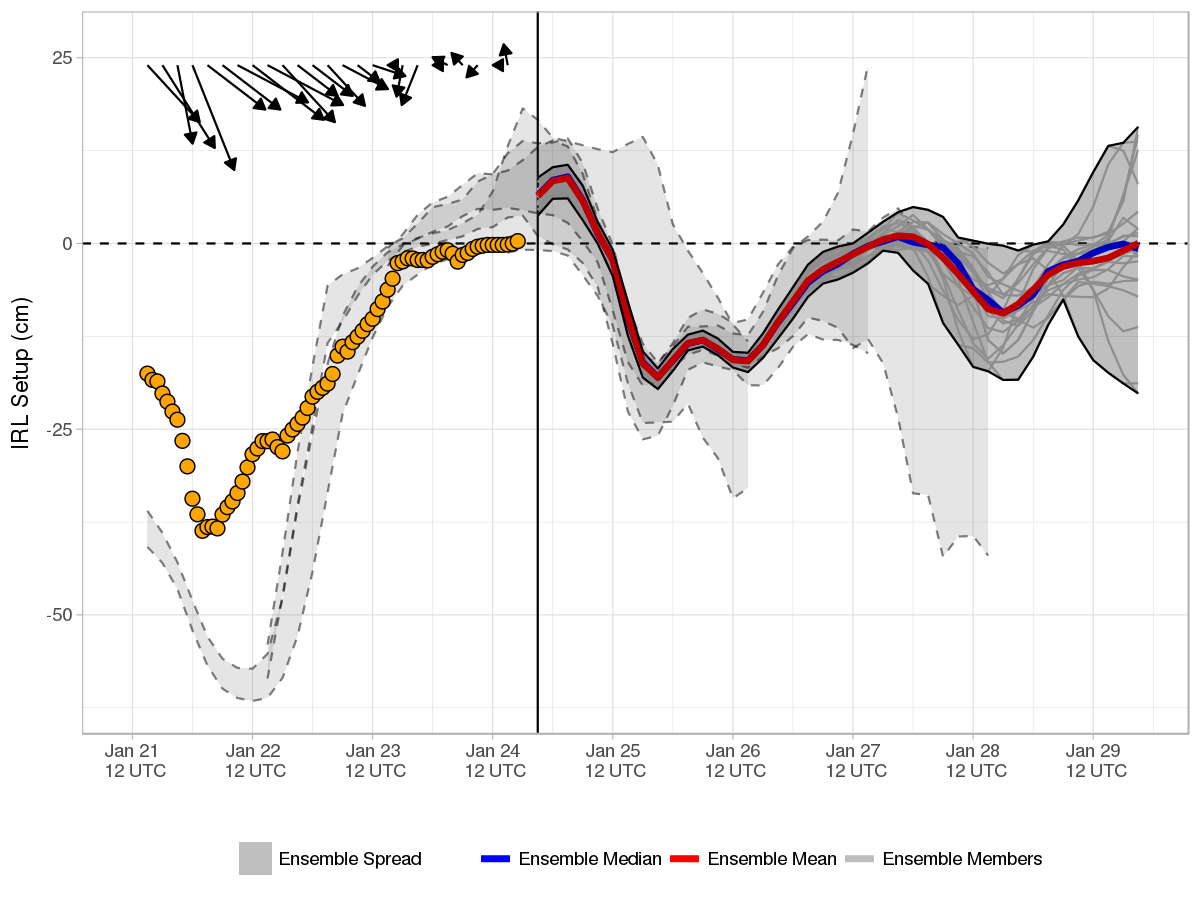 25
0
-25
-50
IRL Setup (cm)
Jan 21 Jan 22 Jan 23 Jan 24 Jan 25 Jan 26 Jan 27 Jan 28 Jan 29
12 UTC 12 UTC 12 UTC 12 UTC 12 UTC 12 UTC 12 UTC 12 UTC 12 UTC
Ensemble Spread Ensemble Median Ensemble Mean Ensemble Members